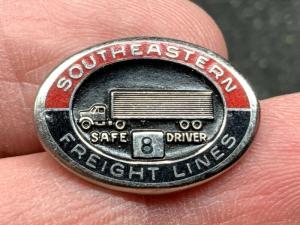 SOUTHEASTERN
SAFE 8 DRIVER
FREIGHT LINES